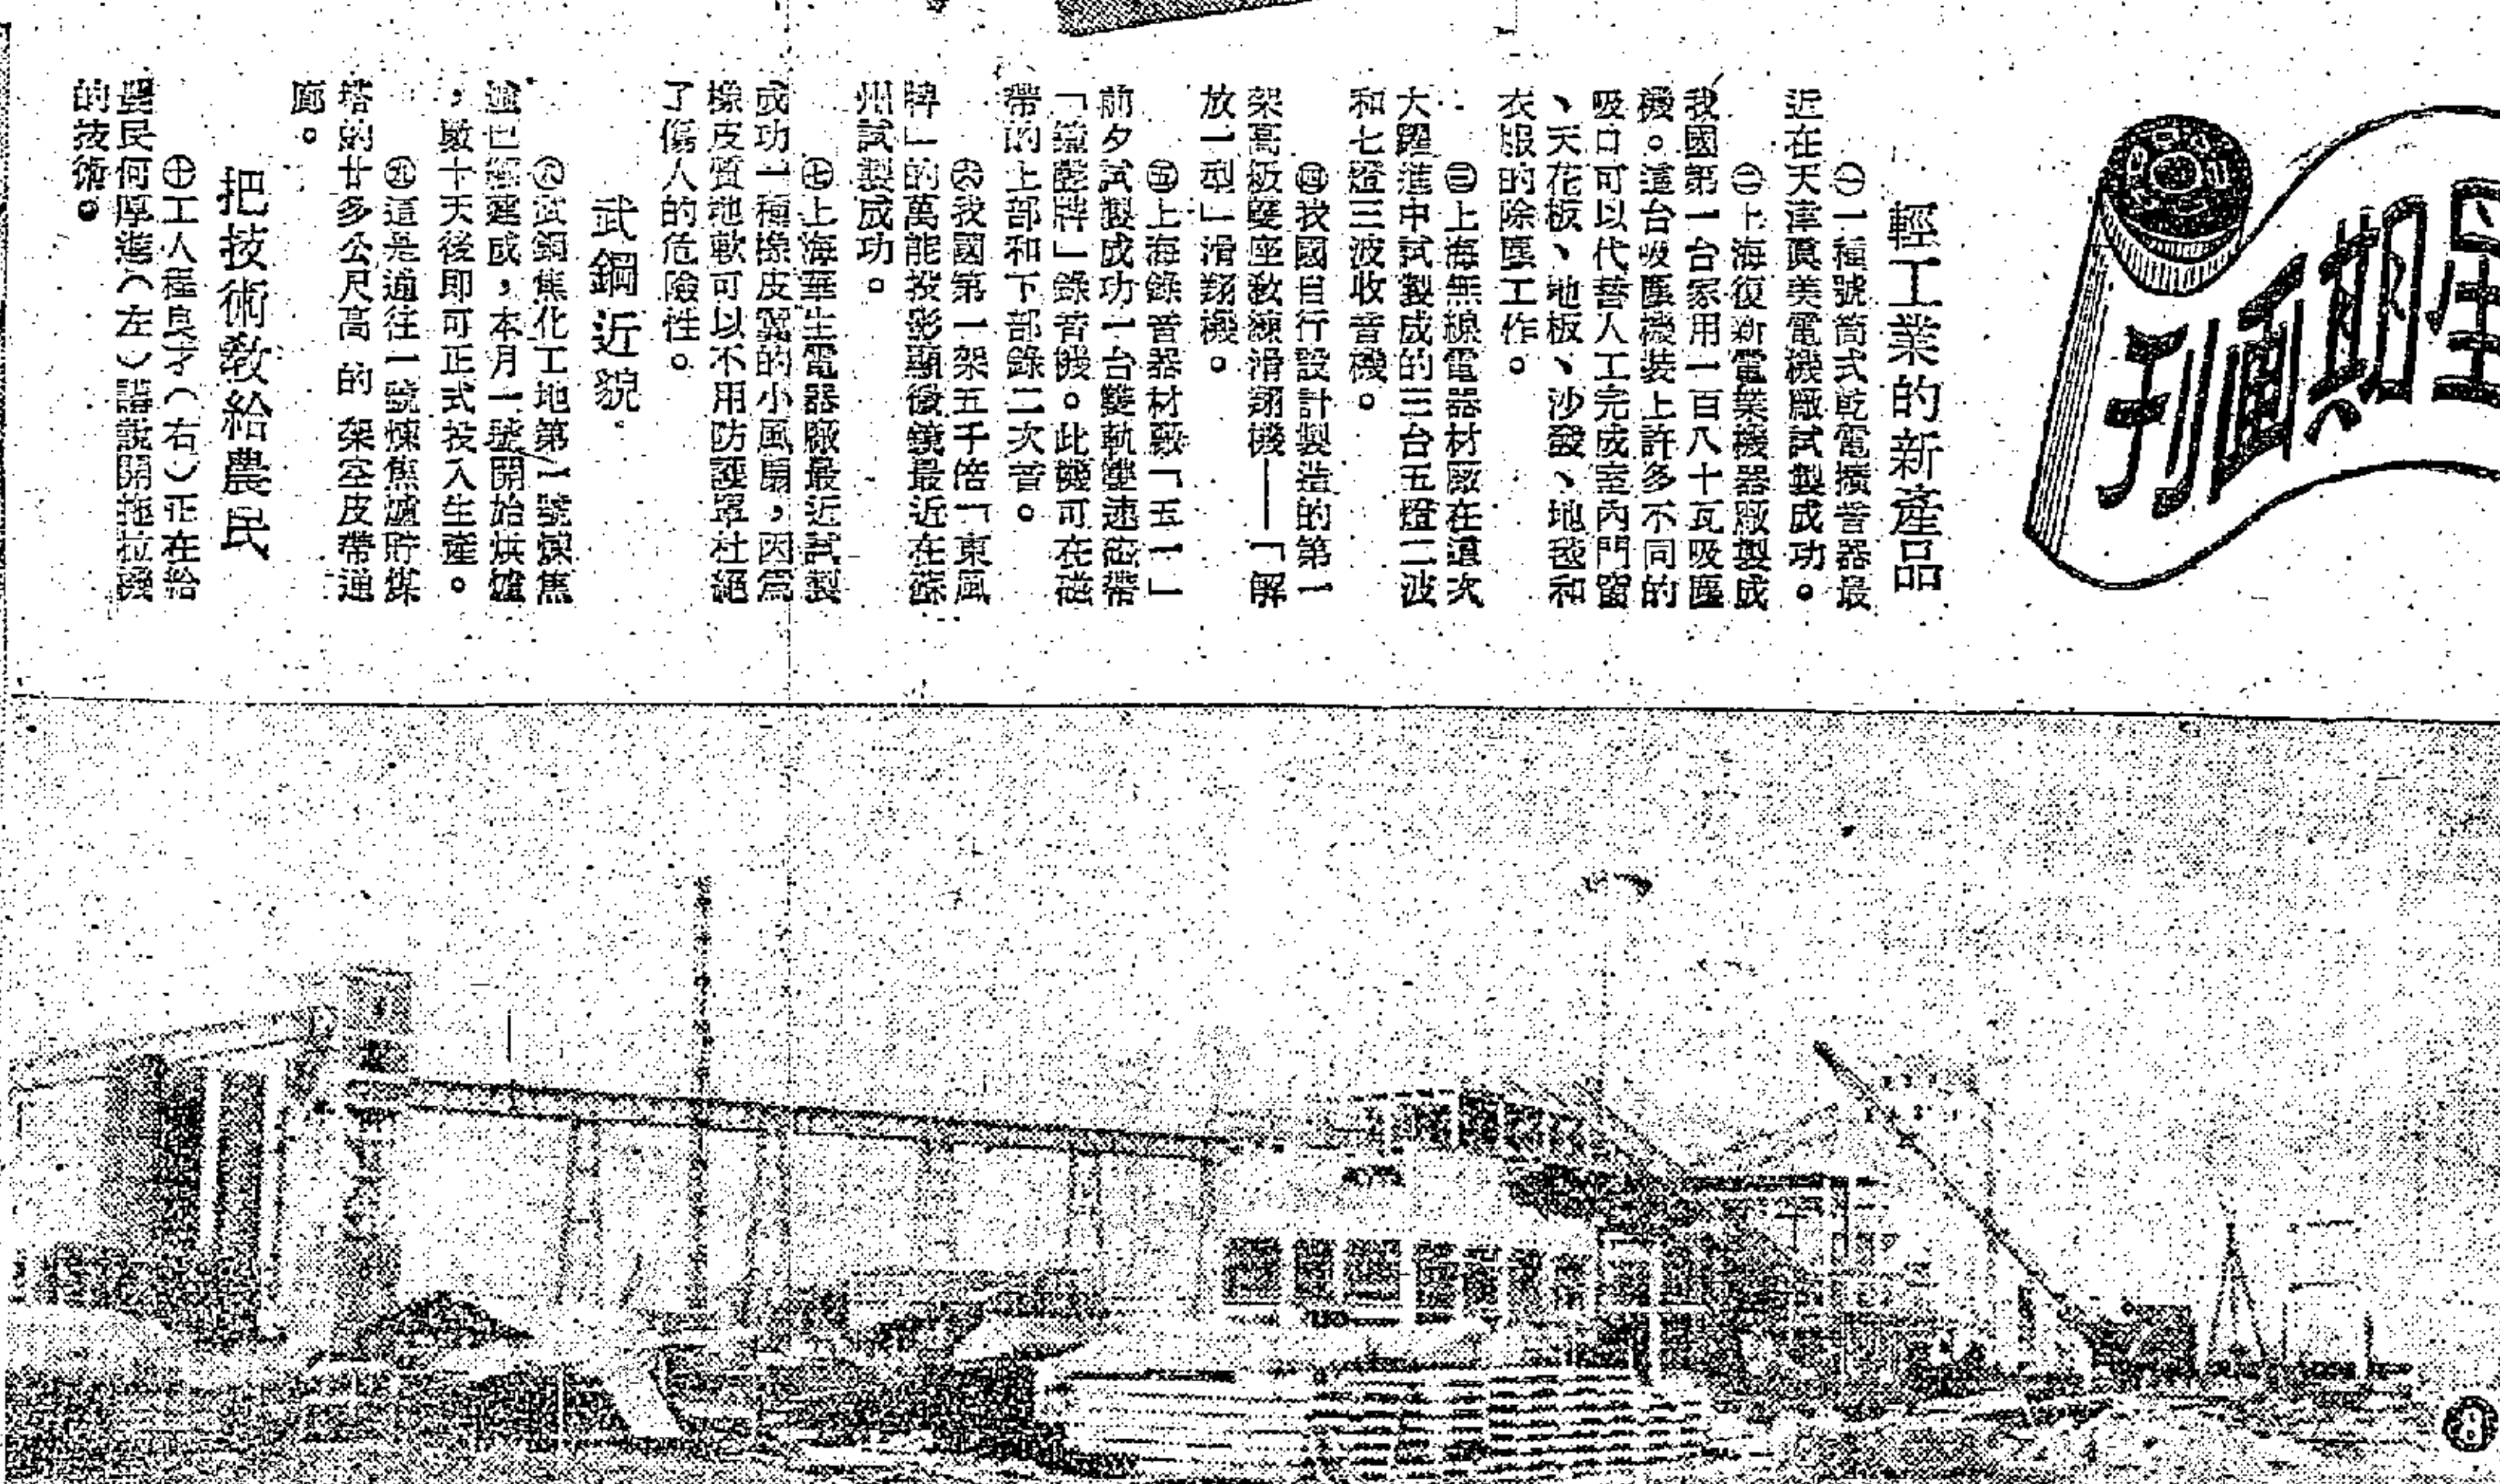 星期畫刊
輕工業的新產品
㊀一種號筒式乾電擴音器最
近在天津眞美電機廠試製成功。
㊁上海復新電業機器廠製成
我國第一台家用一百八十瓦吸塵
機。這台吸塵機裝上許多不同的
吸口可以代替人工完成室內門窗
、天花板、地板、沙發、地毯和
衣服的除塵工作。
㊂上海無線電器材廠在這次
大躍進中試製成的三台五燈二波
和七燈三波收音機。
㊃我國自行設計製造的第一
架高級雙座敎練滑翔機——「解
放一型」滑翔機。
㊄上海錄音器材廠「五一」
前夕試製成功一台雙軌雙速磁帶
「鐘聲牌」錄音機。此機可在磁
帶的上部和下部錄二次音。
㊅我國第一架五千倍「東風
牌」的萬能投影顯微鏡最近在蘇
州試製成功。
㊆上海華生電器廠最近試製
成功一種橡皮翼的小風扇，因爲
橡皮質地軟可以不用防護罩杜絕
了傷人的危險性。
武鋼近貌
㊇武鋼焦化工地第一號煉焦
爐已經建成，本月一號開始烘爐
，數十天後即可正式投入生產。
㊈這是通往一號煉焦爐貯煤
塔的廿多公尺高的架空皮帶通
廊。
把技術敎給農民
㊉工人程良才（右）正在給
農民何厚進（左）講說開拖拉機
的技術。
8